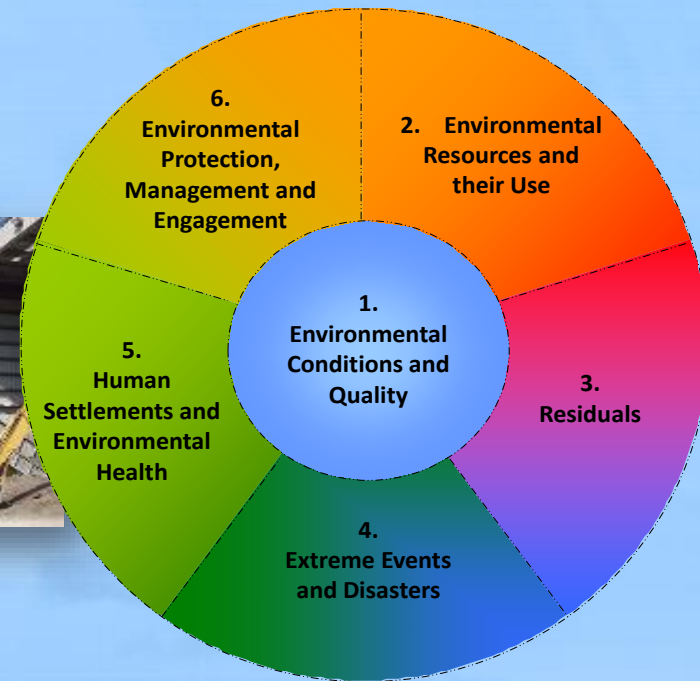 1.
Environmental
Conditions and
Quality
2. Environmental
Resources and
their Use
3.
Residuals
4.
Extreme Events
and Disasters
5.
Human
Settlements and
Environmental
Health
6.
Environmental
Protection,
Management and
Engagement